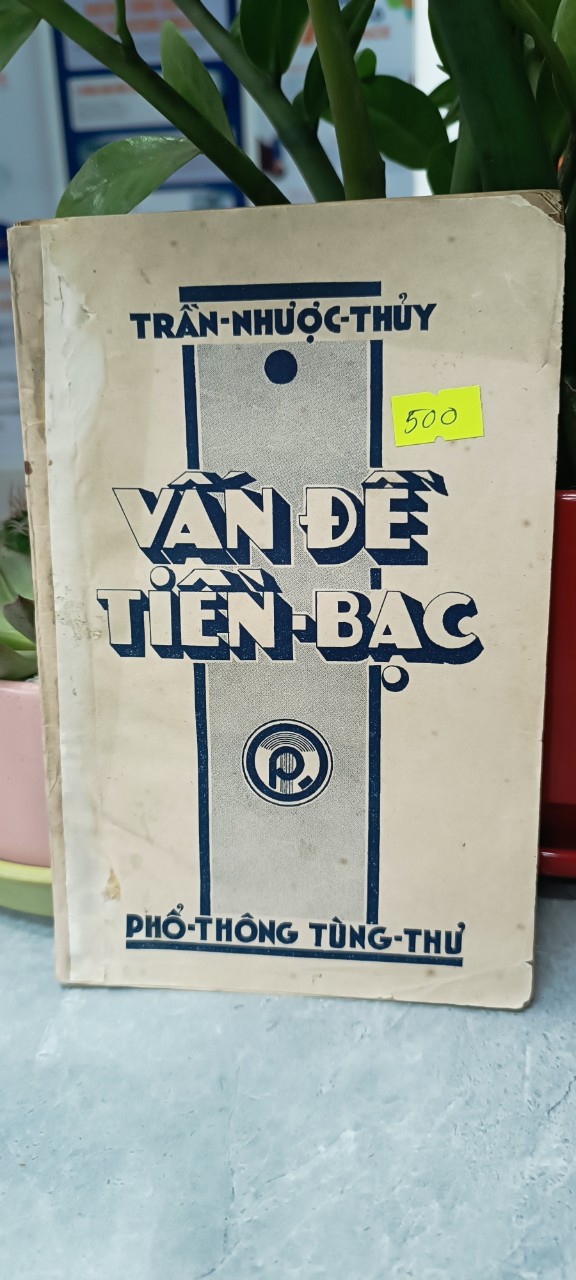 TRẦN-NHƯỢC-THỦY
500
VẤN ĐỀ
TIỀN-BẠC
PHỔ-THÔNG TÙNG-THƯ